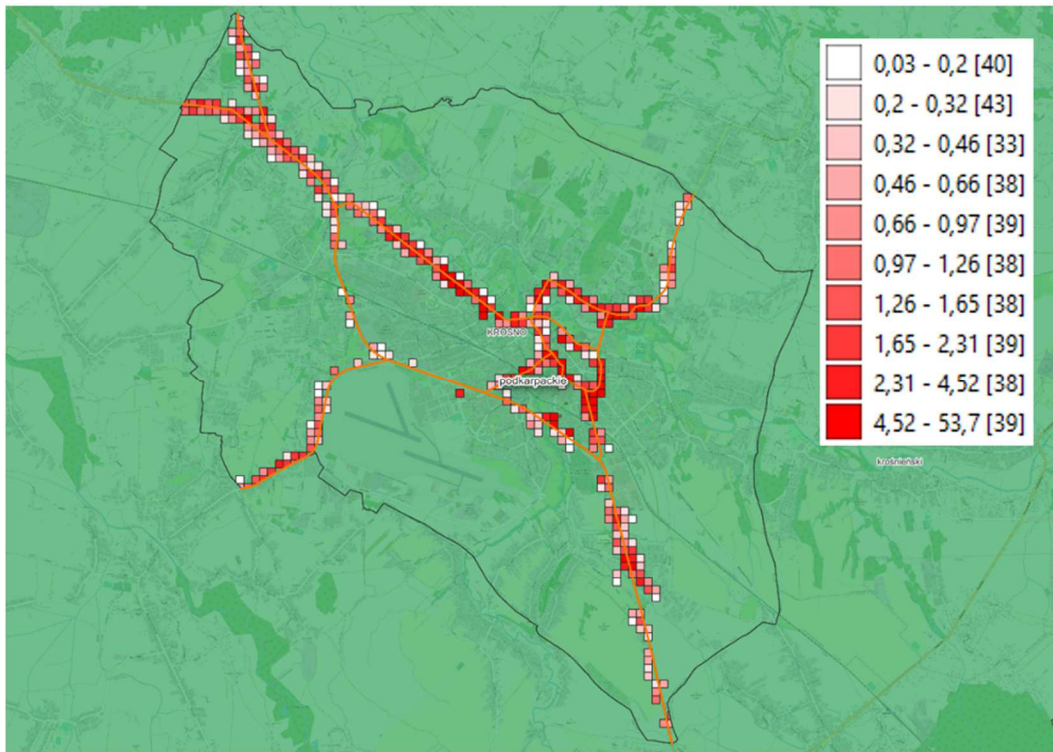 0,03 - 0,2 [40]
0,2 - 0,32 [43]
0,32 - 0,46 [33]
0,46 - 0,66 [38]
0,66 - 0,97 [39]
0,97 - 1,26 [38]
1,26 - 1,65 [38]
1,65 - 2,31 [39]
2,31 - 4,52 [38]
4,52 - 53,7 [39]
KROSNO
podkarpackie
krośnieński